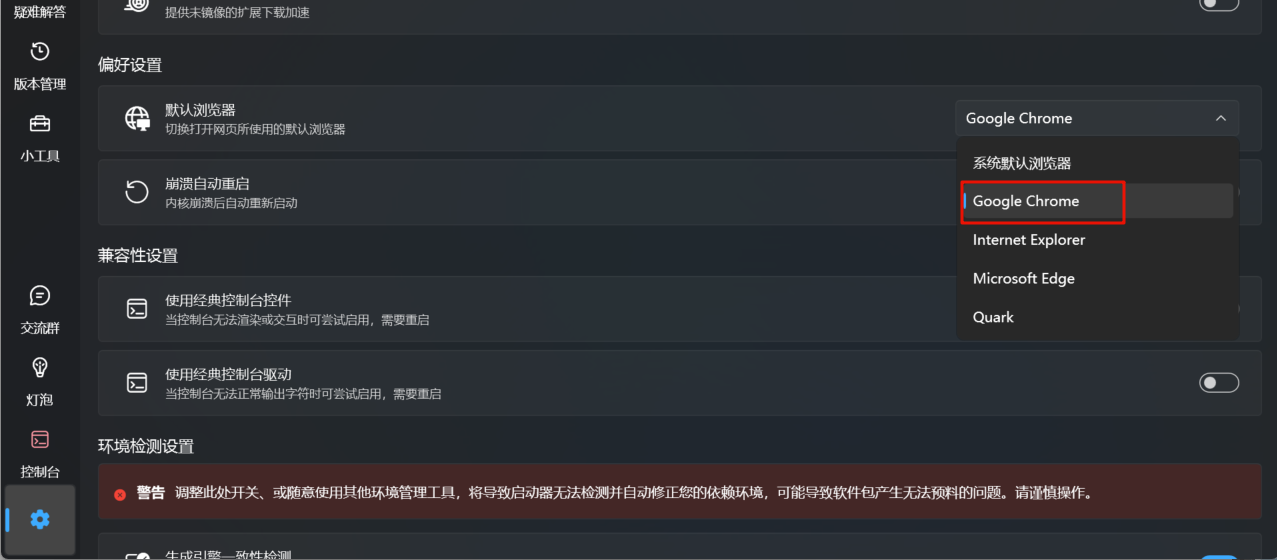 疑难解答
提供未镜像的扩展下载加速
版本管理
小工具
交流群
灯泡
控制台
偏好设置
默认浏览器
切换打开网页所使用的默认浏览器
Google Chrome
系统默认浏览器
Google Chrome
Internet Explorer
Microsoft Edge
Quark
崩溃自动重启
内核崩溃后自动重新启动
兼容性设置
使用经典控制台控件
当控制台无法渲染或交互时可尝试启用，需要重启
使用经典控制台驱动
当控制台无法正常输出字符时可尝试启用，需要重启
环境检测设置
警告 调整此处开关、或随意使用其他环境管理工具，将导致启动器无法检测并自动修正您的依赖环境，可能导致软件包产生无法预料的问题。请谨慎操作。
生成引擎一致性检测